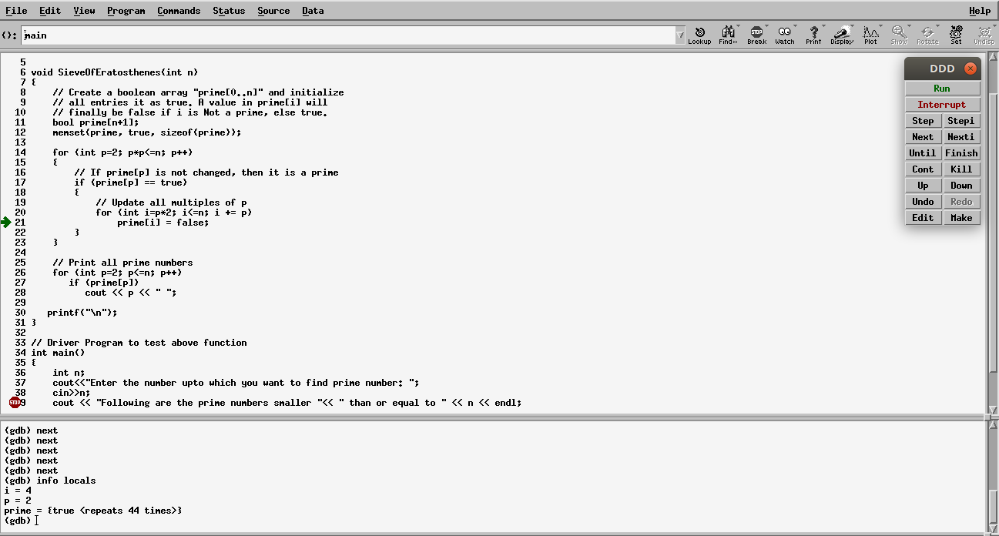 File Edit View Program Commands Status Source Data Help
(): main
Lookup Find>> Break Watch Print Display Plot Show Rotate Set Undisp
5
6 void SieveOfEratosthenes(int n)
7 {
8 // Create a boolean array "prime[0..n]" and initialize
9 // all entries it as true. A value in prime[i] will
10 // finally be false if i is Not a prime, else true.
11 bool prime[n+1];
12 memset(prime, true, sizeof(prime));
13
14 for (int p=2; p*p<=n; p++)
15 {
16 // If prime[p] is not changed, then it is a prime
17 if (prime[p] == true)
18 {
19 // Update all multiples of p
20 for (int i=p*2; i<=n; i += p)
21 prime[i] = false;
22 }
23 }
24
25 // Print all prime numbers
26 for (int p=2; p<=n; p++)
27 if (prime[p])
28 cout << p << " ";
29
30 printf("\n");
31 }
32
33 // Driver Program to test above function
34 int main()
35 {
36 int n;
37 cout<<"Enter the number upto which you want to find prime number: ";
38 cin>>n;
STOP 9 cout << "Following are the prime numbers smaller "<< " than or equal to " << n << endl;
DDD
Run
Interrupt
Step Stepi
Next Nexti
Until Finish
Cont Kill
Up Down
Undo Redo
Edit Make
(gdb) next
(gdb) next
(gdb) next
(gdb) next
(gdb) next
(gdb) info locals
i = 4
p = 2
prime = {true <repeats 44 times>}
(gdb)